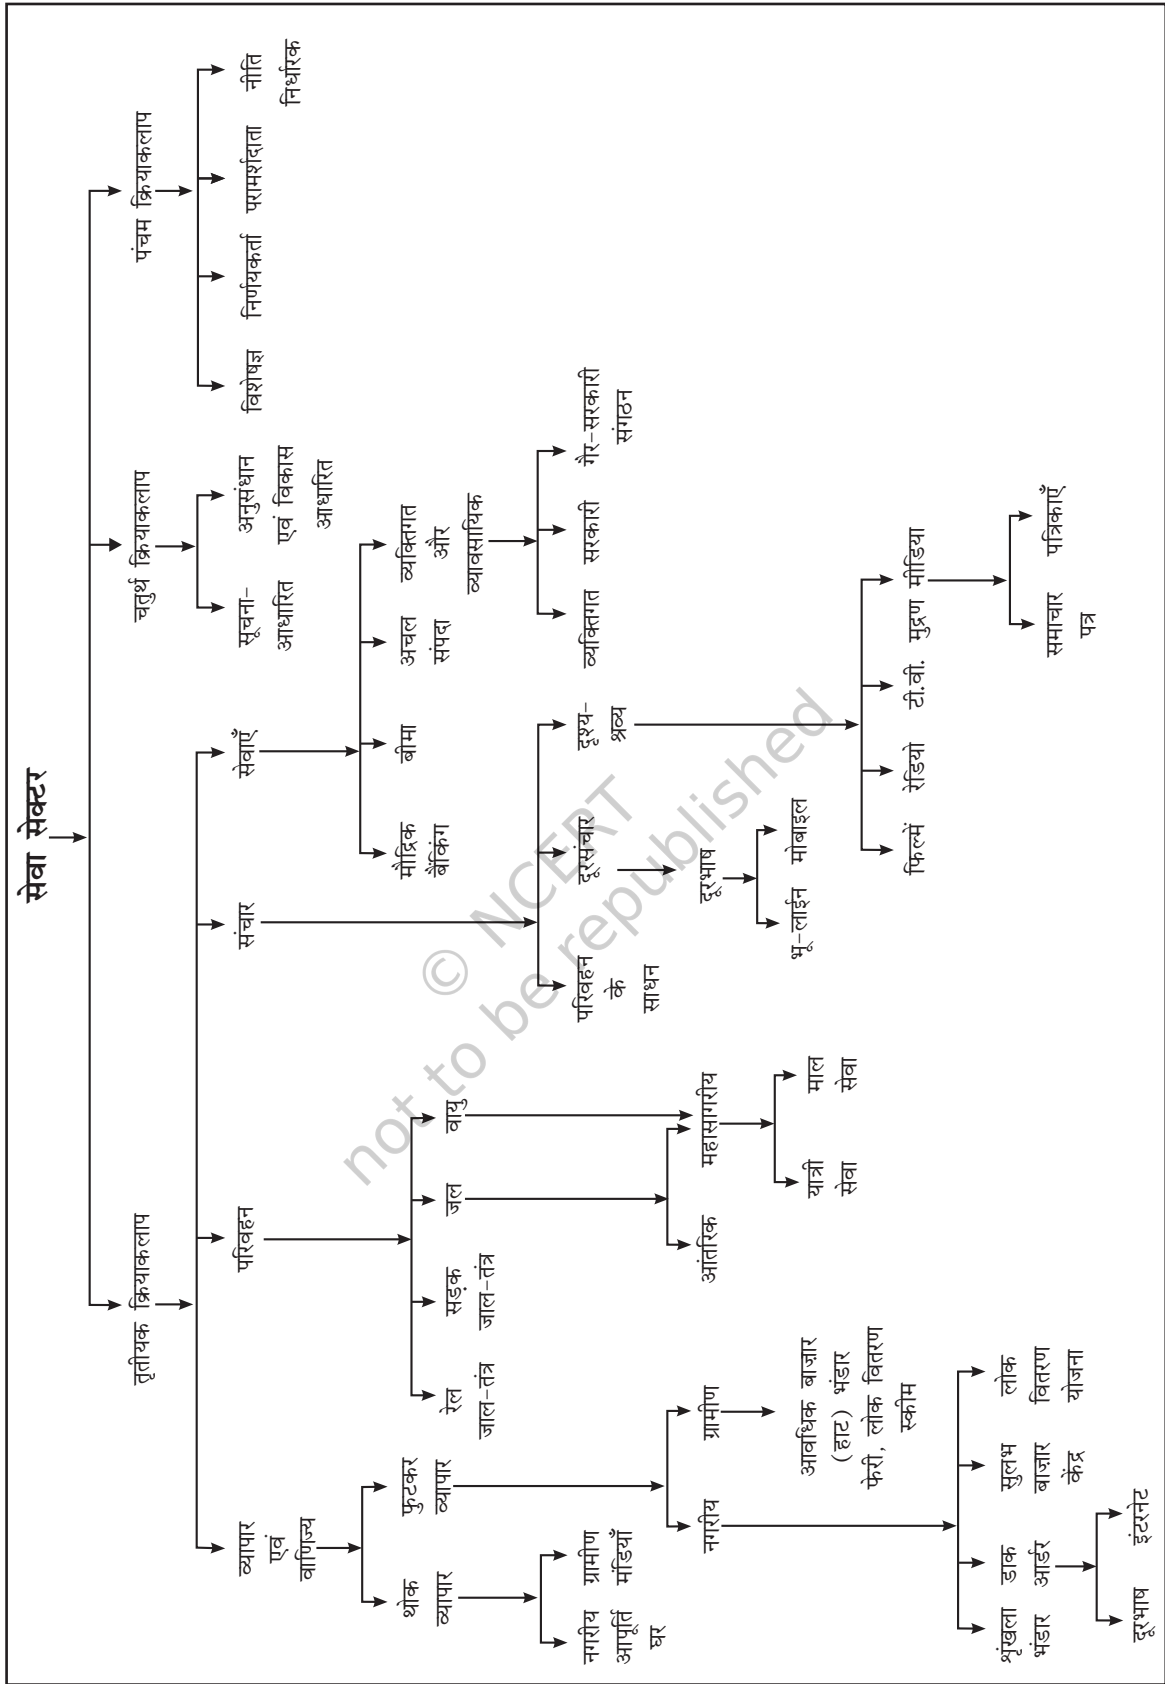 सेवा सेक्टर
तृतीयक क्रियाकलाप
चतुर्थ क्रियाकलाप
पंचम क्रियाकलाप
व्यापार
एवं
वाणिज्य
परिवहन
संचार
सेवाएँ
सूचना-
आधारित
अनुसंधान
एवं विकास
आधारित
विशेषज्ञ
निर्णयकर्ता
परामर्शदाता
नीति
निर्धारक
थोक
व्यापार
फुटकर
व्यापार
रेल
जाल-तंत्र
सड़क
जाल-तंत्र
जल
वायु
मौद्रिक
बैंकिंग
बीमा
अचल
संपदा
व्यक्तिगत
और
व्यावसायिक
नगरीय
आपूर्ति
घर
ग्रामीण
मंडियाँ
परिवहन
के
साधन
दूरसंचार
दृश्य-
श्रव्य
व्यक्तिगत
सरकारी
गैर-सरकारी
संगठन
नगरीय
ग्रामीण
आंतरिक
महासागरीय
दूरभाष
आवधिक बाज़ार
(हाट) भंडार
फेरी, लोक वितरण
स्कीम
यात्री
सेवा
माल
सेवा
भू-लाईन
मोबाइल
फिल्में
रेडियो
टी.वी.
मुद्रण मीडिया
श्रृंखला
भंडार
डाक
आर्डर
सुलभ
बाज़ार
केंद्र
लोक
वितरण
योजना
समाचार
पत्र
पत्रिकाएँ
दूरभाष
इंटरनेट
© NCERT
not to be republished